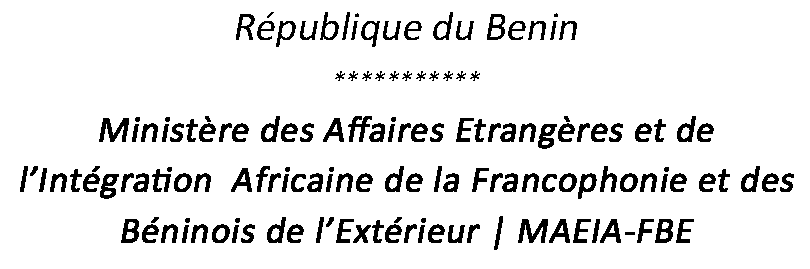 République du Benin
***********
Ministère des Affaires Etrangères et de
l’Intégration  Africaine de la Francophonie et des
Béninois de l’Extérieur | MAEIA-FBE